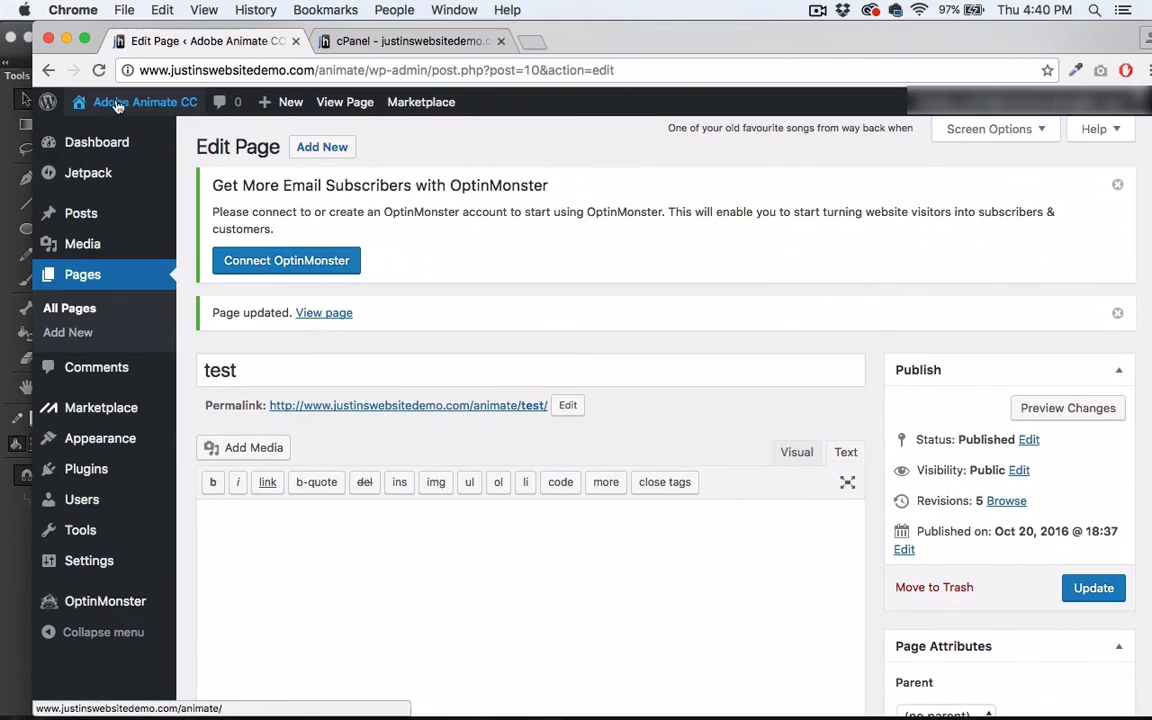 Chrome File Edit View History Bookmarks People Window Help 97% Thu 4:40 PM
Edit Page ‹ Adobe Animate CC cPanel - justinswebsitedemo.c
Tools
www.justinswebsitedemo.com/animate/wp-admin/post.php?post=10&action=edit
Adobe Animate CC 0 New View Page Marketplace
One of your old favourite songs from way back when Screen Options Help
Dashboard
Jetpack
Posts
Media
Pages
All Pages
Add New
Comments
Marketplace
Appearance
Plugins
Users
Tools
Settings
OptinMonster
Collapse menu
Edit Page Add New
Get More Email Subscribers with OptinMonster
Please connect to or create an OptinMonster account to start using OptinMonster. This will enable you to start turning website visitors into subscribers &
customers.
Connect OptinMonster
Page updated. View page
test
Permalink: http://www.justinswebsitedemo.com/animate/test/ Edit
Add Media
Visual Text
b i link b-quote del ins img ul ol li code more close tags
Publish
Preview Changes
Status: Published Edit
Visibility: Public Edit
Revisions: 5 Browse
Published on: Oct 20, 2016 @ 18:37
Edit
Move to Trash Update
Page Attributes
Parent
(no parent)
www.justinswebsitedemo.com/animate/